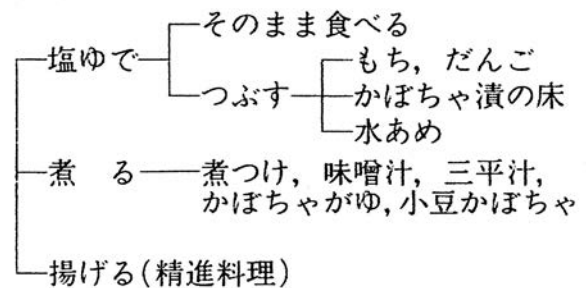 そのまま食べる
塩ゆで
もち，だんご
つぶす
かぼちゃ漬の床
水あめ
煮る
煮つけ，味噌汁，三平汁，
かぼちゃがゆ，小豆かぼちゃ
揚げる（精進料理）